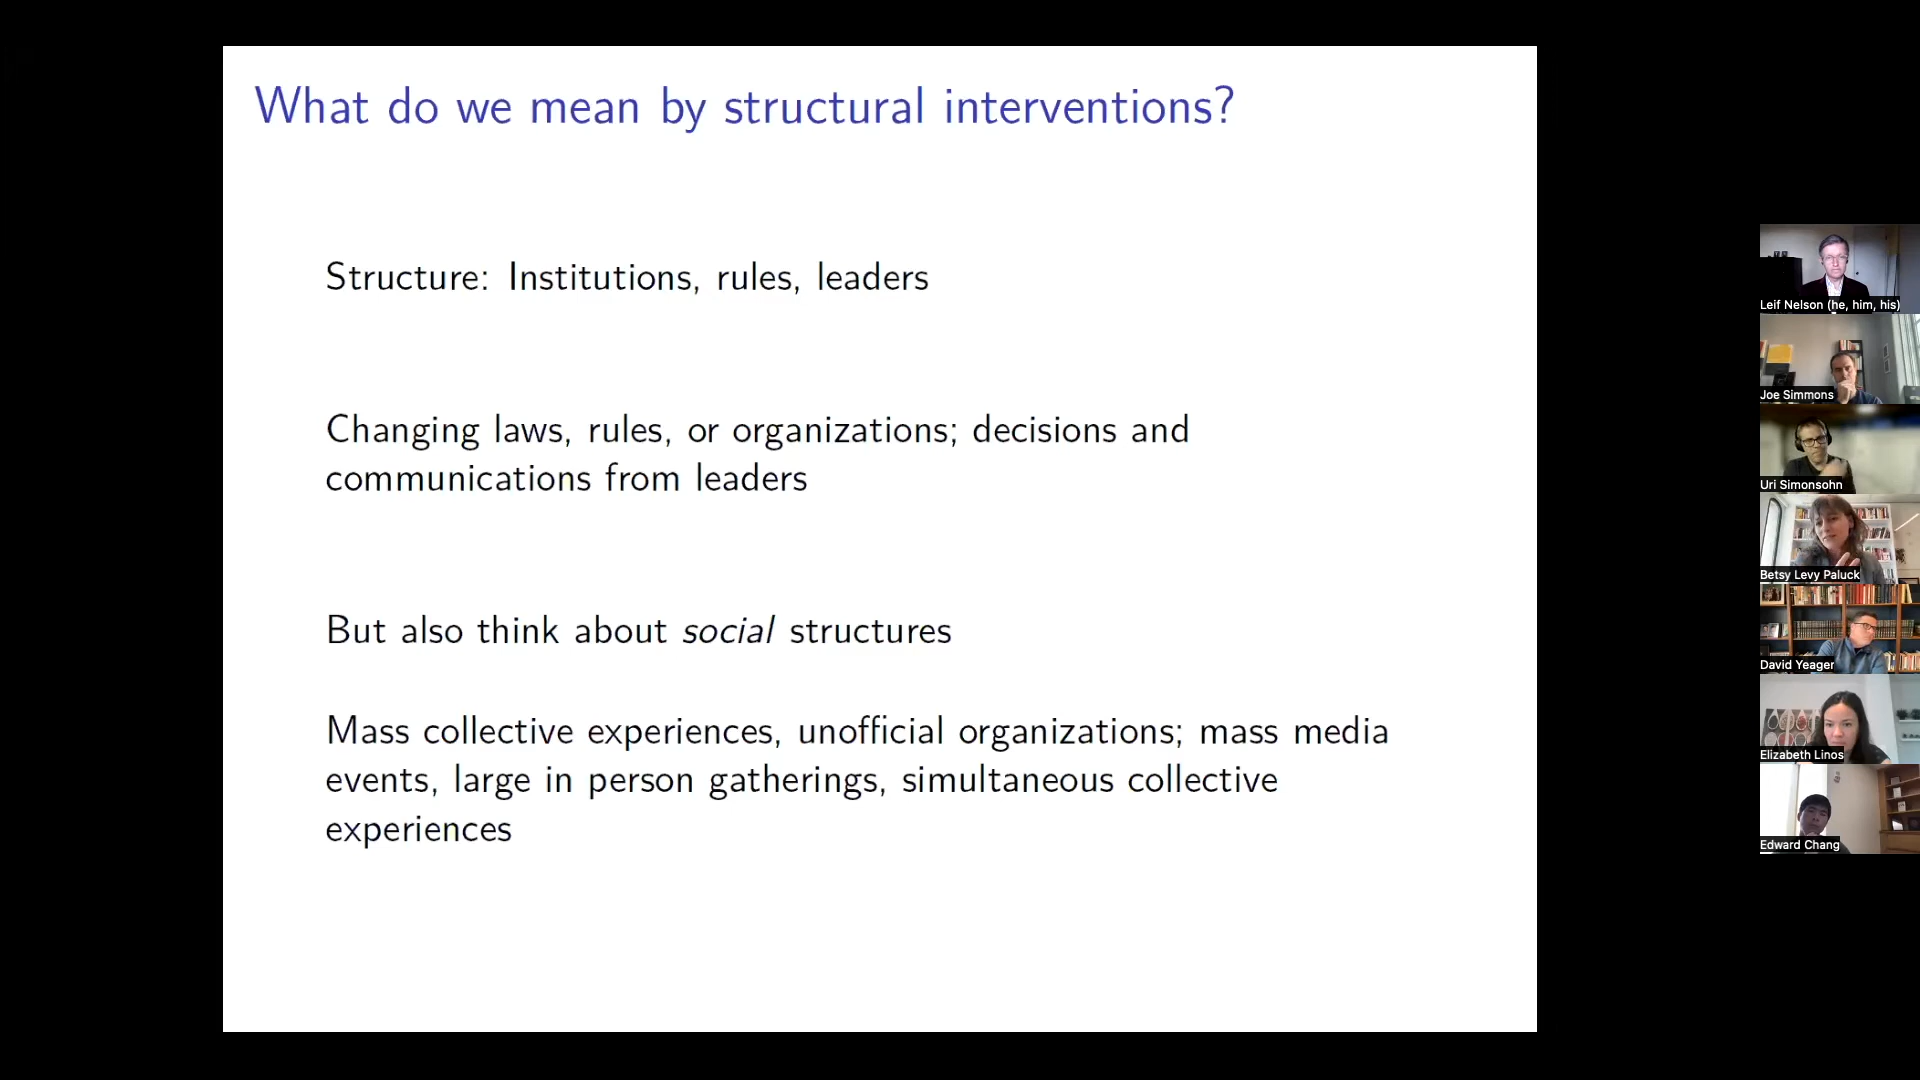 What do we mean by structural interventions?
Structure: Institutions, rules, leaders
Changing laws, rules, or organizations; decisions and
communications from leaders
But also think about social structures
Mass collective experiences, unofficial organizations; mass media
events, large in person gatherings, simultaneous collective
experiences
Leif Nelson (he, him, his)
Joe Simmons
Uri Simonsohn
Betsy Levy Paluck
David Yeager
Elizabeth Linos
Edward Chang